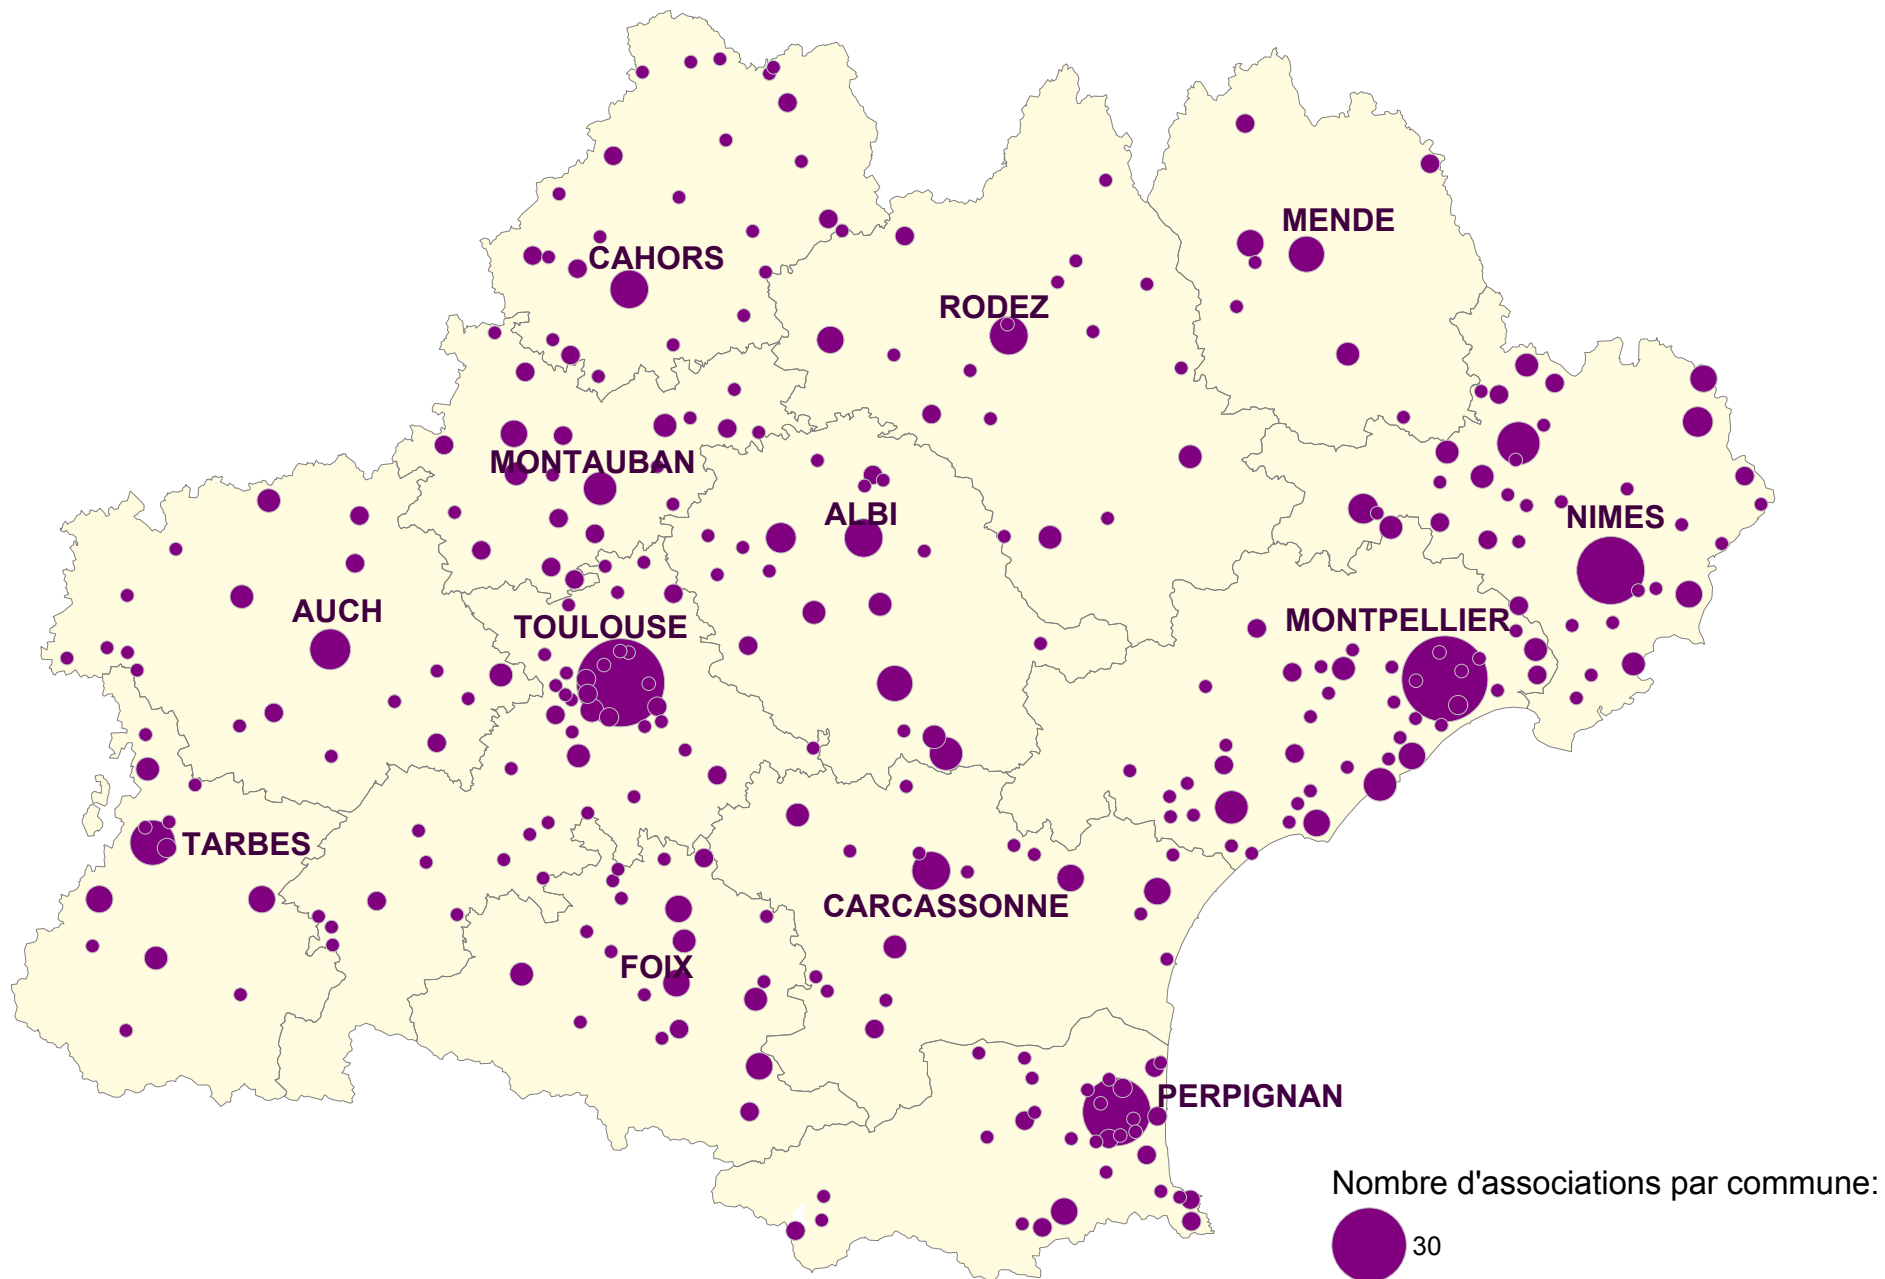 MENDE
CAHORS
RODEZ
MONTAUBAN
ALBI
NIMES
AUCH
TOULOUSE
MONTPELLIER
TARBES
CARCASSONNE
FOIX
PERPIGNAN
Nombre d'associations par commune:
30